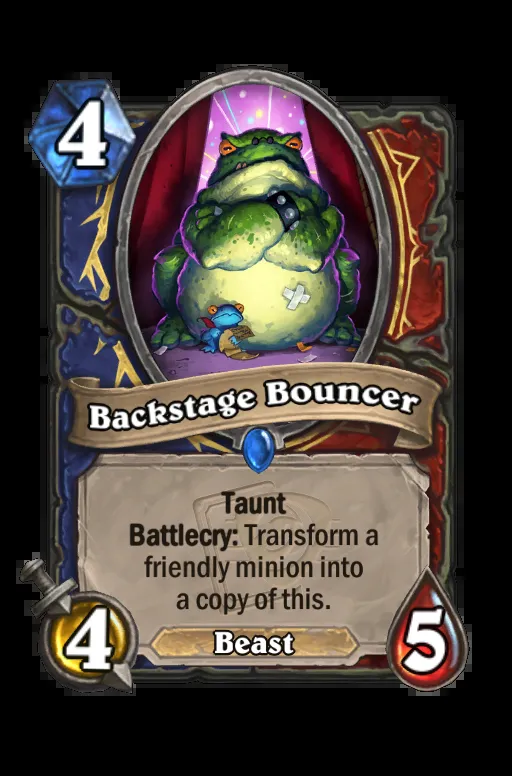 4
Backstage Bouncer
Taunt
Battlecry: Transform a
friendly minion into
a copy of this.
4
Beast
5